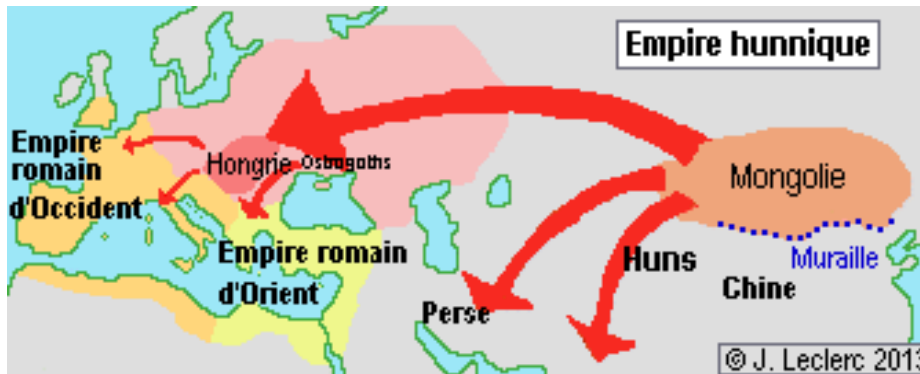 Empire hunnique
Empire
romain
d'Occident
Hongrie
Ostrogoths
Mongolie
Empire romain
d'Orient
Huns
Muraille
Chine
Perse
© J. Leclerc 2013